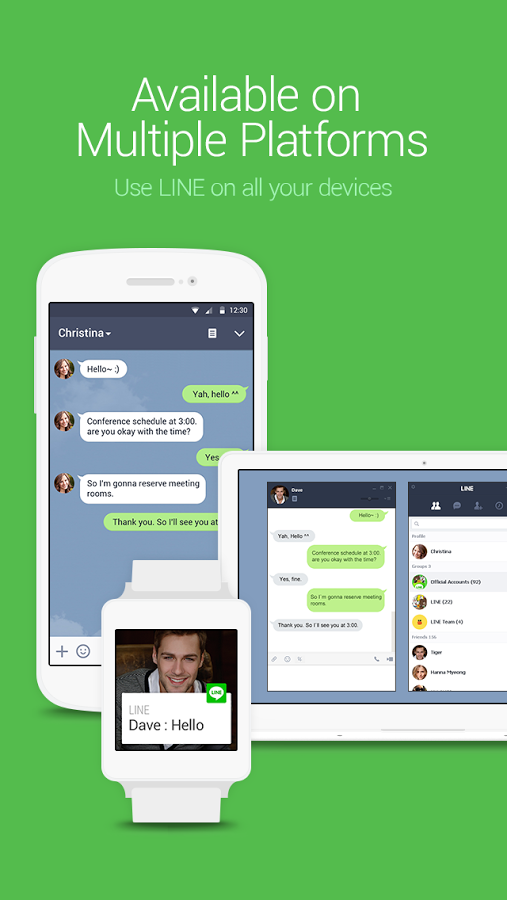 Available on
Multiple Platforms
Use LINE on all your devices
12:30
Christina
Hello~ :)
Yah, hello ^^
Conference schedule at 3:00.
are you okay with the time?
Yes
So I'm gonna reserve meeting
rooms.
Thank you. So I'll see you at
Dave
Hello~ :)
Yah, Hello ^^
Conference schedule at 3:00.
are you okay with the time?
Yes, fine.
So I'm gonna reserve meeting
rooms.
Thank you. So I'll see you at 3:00.
LINE
Profile
Christina
Groups 3
Official Accounts (92)
LINE (22)
LINE Team (4)
Friends 156
Tiger
Hanna Myeong
LINE
LINE
Dave : Hello